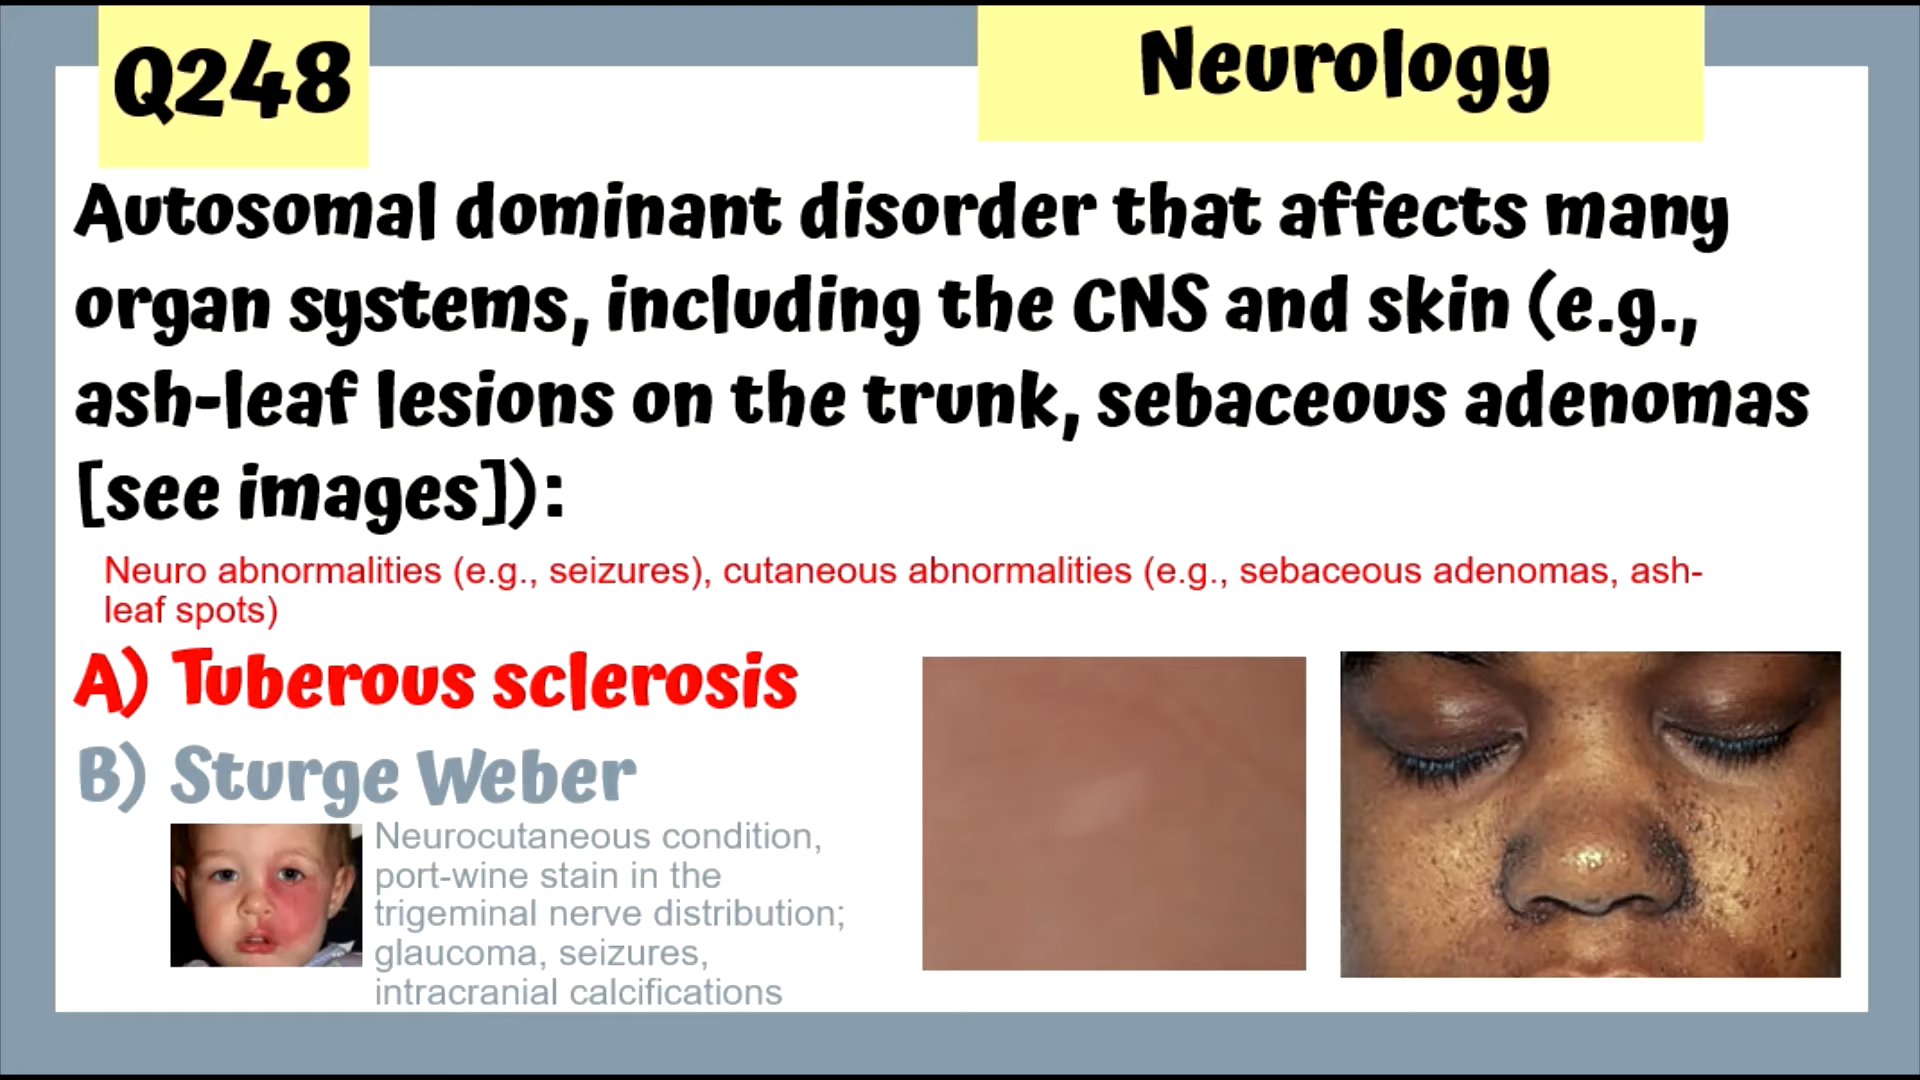 Q248
Neurology
Autosomal dominant disorder that affects many
organ systems, including the CNS and skin (e.g.,
ash-leaf lesions on the trunk, sebaceous adenomas
[see images]):
Neuro abnormalities (e.g., seizures), cutaneous abnormalities (e.g., sebaceous adenomas, ash-
leaf spots)
A) Tuberous sclerosis
B) Sturge Weber
Neurocutaneous condition,
port-wine stain in the
trigeminal nerve distribution;
glaucoma, seizures,
intracranial calcifications